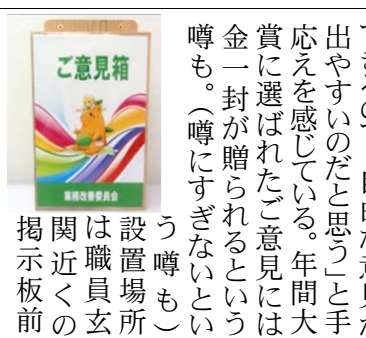 出やすいのだと思う」と手
応えを感じている。年間大
賞に選ばれたご意見には
金一封が贈られるという
噂も。（噂にすぎないとい
う噂も）
設置場所
は職員玄
関近くの
掲示板前
ご意見箱
業務改善委員会